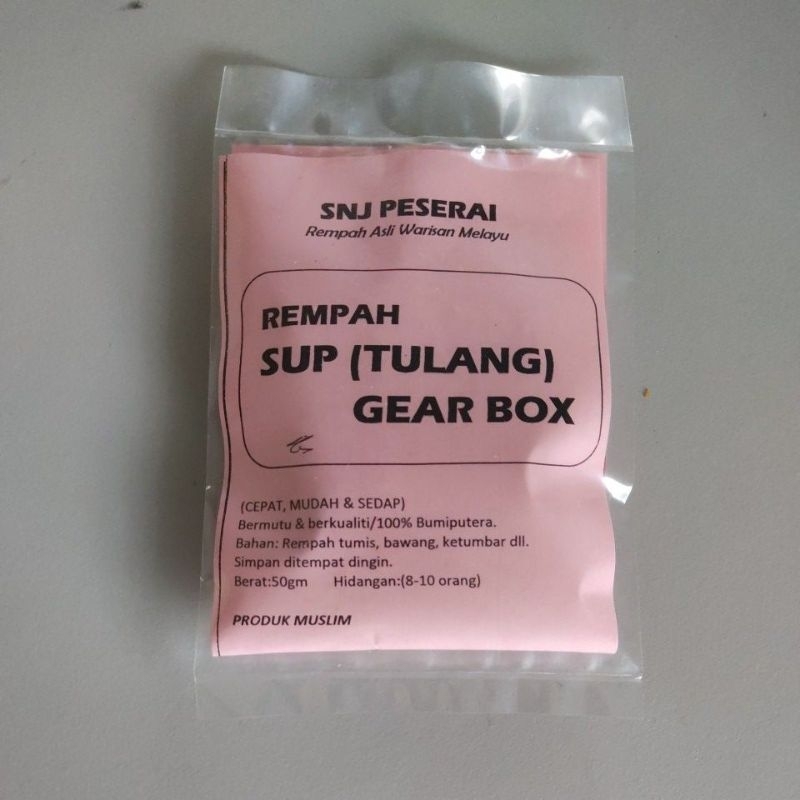 SNJ PESERAI
Rempah Asli Warisan Melayu
REMPAH
SUP (TULANG)
GEAR BOX
(CEPAT, MUDAH & SEDAP)
Bermutu & berkualiti/100% Bumiputera.
Bahan: Rempah tumis, bawang, ketumbar dll.
Simpan ditempat dingin.
Berat:50gm Hidangan:(8-10 orang)
PRODUK MUSLIM